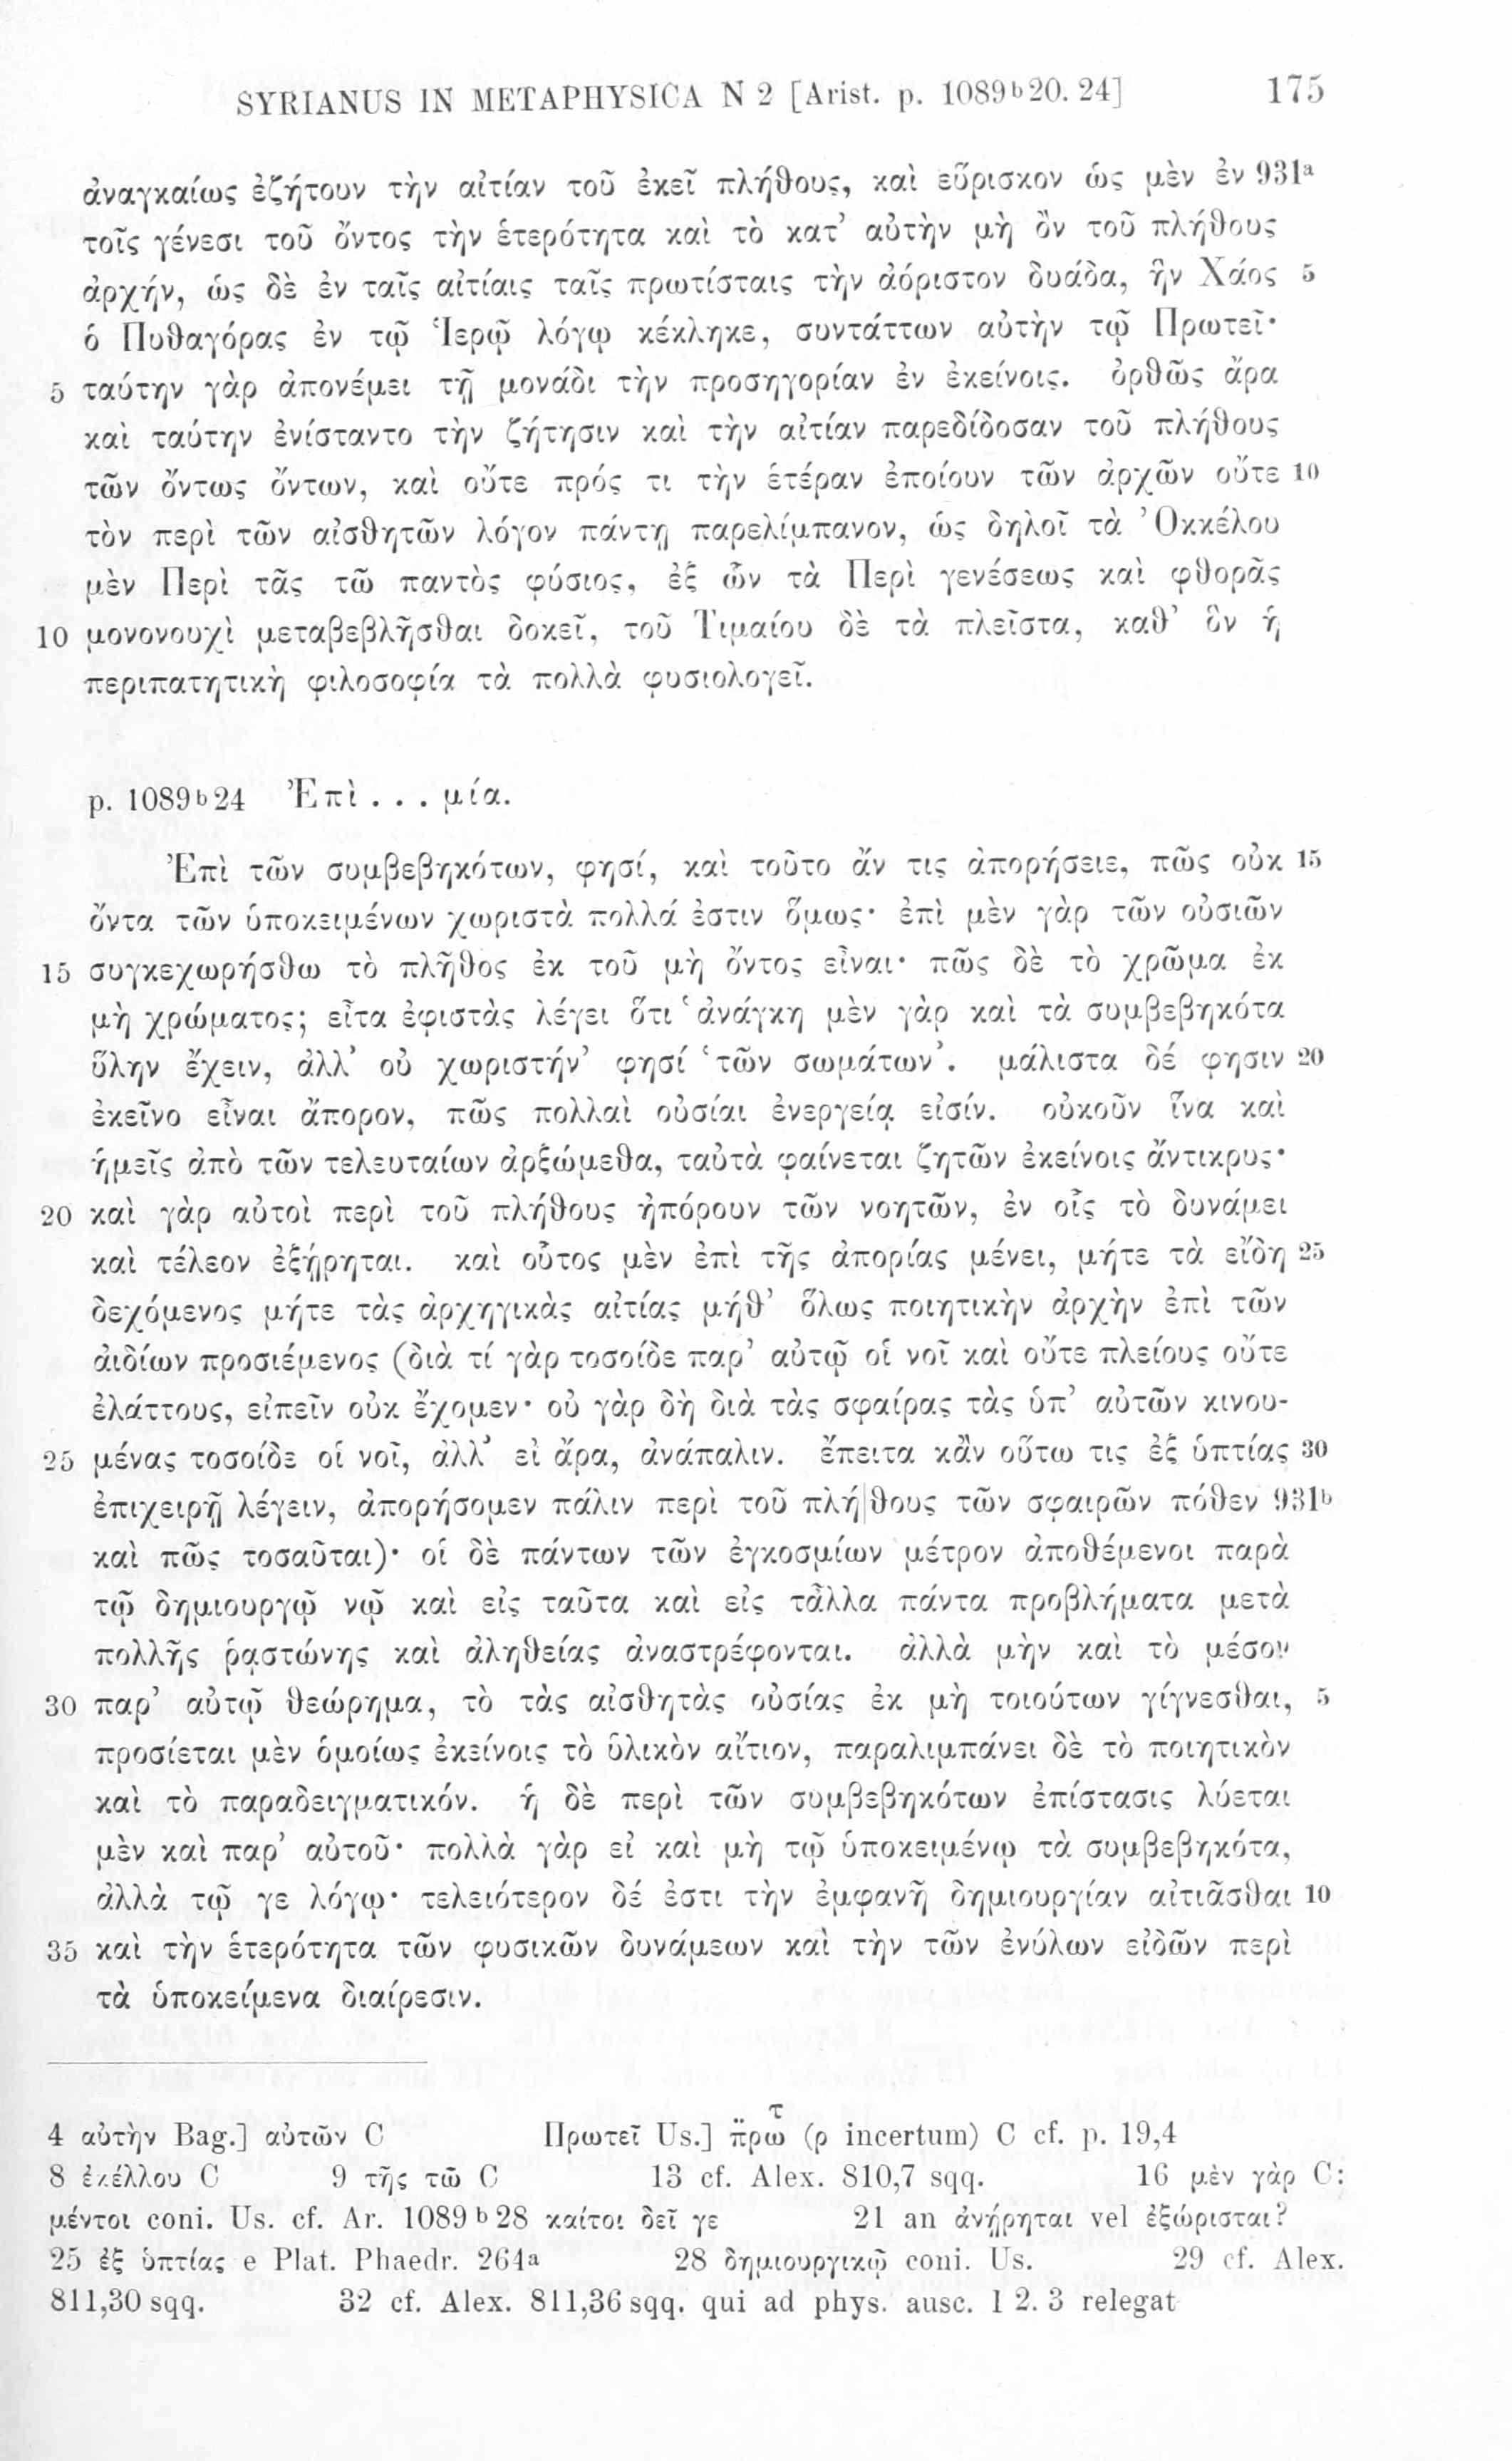 SYRIANUS IN METAPHYSICA N 2 [Arist. p. 1089ᵇ20. 24] 175
ἀναγκαίως ἐζήτουν τὴν αἰτίαν τοῦ ἐκεῖ πλήθους, καὶ εὕρισκον ὡς μὲν ἐν 931ᵃ
τοῖς γένεσι τοῦ ὄντος τὴν ἑτερότητα καὶ τὸ κατ’ αὐτὴν μὴ ὂν τοῦ πλήθους
ἀρχήν, ὡς δὲ ἐν ταῖς αἰτίαις ταῖς πρωτίσταις τὴν ἀόριστον δυάδα, ἣν Χάος 5
ὁ Πυθαγόρας ἐν τῷ Ἱερῷ λόγῳ κέκληκε, συντάττων αὐτὴν τῷ Πρωτεῖ·
5 ταύτην γὰρ ἀπονέμει τῇ μονάδι τὴν προσηγορίαν ἐν ἐκείνοις. ὀρθῶς ἄρα
καὶ ταύτην ἐνίσταντο τὴν ζήτησιν καὶ τὴν αἰτίαν παρεδίδοσαν τοῦ πλήθους
τῶν ὄντως ὄντων, καὶ οὔτε πρός τι τὴν ἑτέραν ἐποίουν τῶν ἀρχῶν οὔτε 10
τὸν περὶ τῶν αἰσθητῶν λόγον πάντῃ παρελίμπανον, ὡς δηλοῖ τὰ Ὀκκέλου
μὲν Περὶ τᾶς τῶ παντὸς φύσιος, ἐξ ὧν τὰ Περὶ γενέσεως καὶ φθορᾶς
10 μονονουχὶ μεταβεβλῆσθαι δοκεῖ, τοῦ Τιμαίου δὲ τὰ πλεῖστα, καθ’ ὃν ἡ
περιπατητικὴ φιλοσοφία τὰ πολλὰ φυσιολογεῖ.
p. 1089ᵇ24 Ἐπὶ . . . μία.
Ἐπὶ τῶν συμβεβηκότων, φησί, καὶ τοῦτο ἄν τις ἀπορήσειε, πῶς οὐκ 15
ὄντα τῶν ὑποκειμένων χωριστὰ πολλά ἐστιν ὅμως· ἐπὶ μὲν γὰρ τῶν οὐσιῶν
15 συγκεχωρήσθω τὸ πλῆθος ἐκ τοῦ μὴ ὄντος εἶναι· πῶς δὲ τὸ χρῶμα ἐκ
μὴ χρώματος; εἶτα ἐφιστὰς λέγει ὅτι ‘ἀνάγκη μὲν γὰρ καὶ τὰ συμβεβηκότα
ὕλην ἔχειν, ἀλλ’ οὐ χωριστήν’ φησί ‘τῶν σωμάτων’. μάλιστα δέ φησιν 20
ἐκεῖνο εἶναι ἄπορον, πῶς πολλαὶ οὐσίαι ἐνεργείᾳ εἰσίν. οὐκοῦν ἵνα καὶ
ἡμεῖς ἀπὸ τῶν τελευταίων ἀρξώμεθα, ταὐτὰ φαίνεται ζητῶν ἐκείνοις ἄντικρυς·
20 καὶ γὰρ αὐτοὶ περὶ τοῦ πλήθους ἠπόρουν τῶν νοητῶν, ἐν οἷς τὸ δυνάμει
καὶ τέλεον ἐξῄρηται. καὶ οὗτος μὲν ἐπὶ τῆς ἀπορίας μένει, μήτε τὰ εἴδη 25
δεχόμενος μήτε τὰς ἀρχηγικὰς αἰτίας μήθ’ ὅλως ποιητικὴν ἀρχὴν ἐπὶ τῶν
ἀιδίων προσιέμενος (διὰ τί γὰρ τοσοίδε παρ’ αὐτῷ οἱ νοῖ καὶ οὔτε πλείους οὔτε
ἐλάττους, εἰπεῖν οὐκ ἔχομεν· οὐ γὰρ δὴ διὰ τὰς σφαίρας τὰς ὑπ’ αὐτῶν κινου-
25 μένας τοσοίδε οἱ νοῖ, ἀλλ’ εἰ ἄρα, ἀνάπαλιν. ἔπειτα κἂν οὕτω τις ἐξ ὑπτίας 30
ἐπιχειρῇ λέγειν, ἀπορήσομεν πάλιν περὶ τοῦ πλή|θους τῶν σφαιρῶν πόθεν 931ᵇ
καὶ πῶς τοσαῦται)· οἱ δὲ πάντων τῶν ἐγκοσμίων μέτρον ἀποθέμενοι παρὰ
τῷ δημιουργῷ νῷ καὶ εἰς ταῦτα καὶ εἰς τἆλλα πάντα προβλήματα μετὰ
πολλῆς ῥᾳστώνης καὶ ἀληθείας ἀναστρέφονται. ἀλλὰ μὴν καὶ τὸ μέσον
30 παρ’ αὐτῷ θεώρημα, τὸ τὰς αἰσθητὰς οὐσίας ἐκ μὴ τοιούτων γίγνεσθαι, 5
προσίεται μὲν ὁμοίως ἐκείνοις τὸ ὑλικὸν αἴτιον, παραλιμπάνει δὲ τὸ ποιητικὸν
καὶ τὸ παραδειγματικόν. ἡ δὲ περὶ τῶν συμβεβηκότων ἐπίστασις λύεται
μὲν καὶ παρ’ αὐτοῦ· πολλὰ γὰρ εἰ καὶ μὴ τῷ ὑποκειμένῳ τὰ συμβεβηκότα,
ἀλλὰ τῷ γε λόγῳ· τελειότερον δέ ἐστι τὴν ἐμφανῆ δημιουργίαν αἰτιᾶσθαι 10
35 καὶ τὴν ἑτερότητα τῶν φυσικῶν δυνάμεων καὶ τὴν τῶν ἐνύλων εἰδῶν περὶ
τὰ ὑποκείμενα διαίρεσιν.
4 αὐτὴν Bag.] αὐτῶν C Πρωτεῖ Us.] π̈ρωτ (ρ incertum) C cf. p. 19,4
8 ἐκέλλου C 9 τῆς τῶ C 13 cf. Alex. 810,7 sqq. 16 μὲν γὰρ C:
μέντοι coni. Us. cf. Ar. 1089ᵇ28 καίτοι δεῖ γε 21 an ἀνῄρηται vel ἐξώρισται?
25 ἐξ ὑπτίας e Plat. Phaedr. 264ᵃ 28 δημιουργικῷ coni. Us. 29 cf. Alex.
811,30 sqq. 32 cf. Alex. 811,36 sqq. qui ad phys. ausc. I 2. 3 relegat